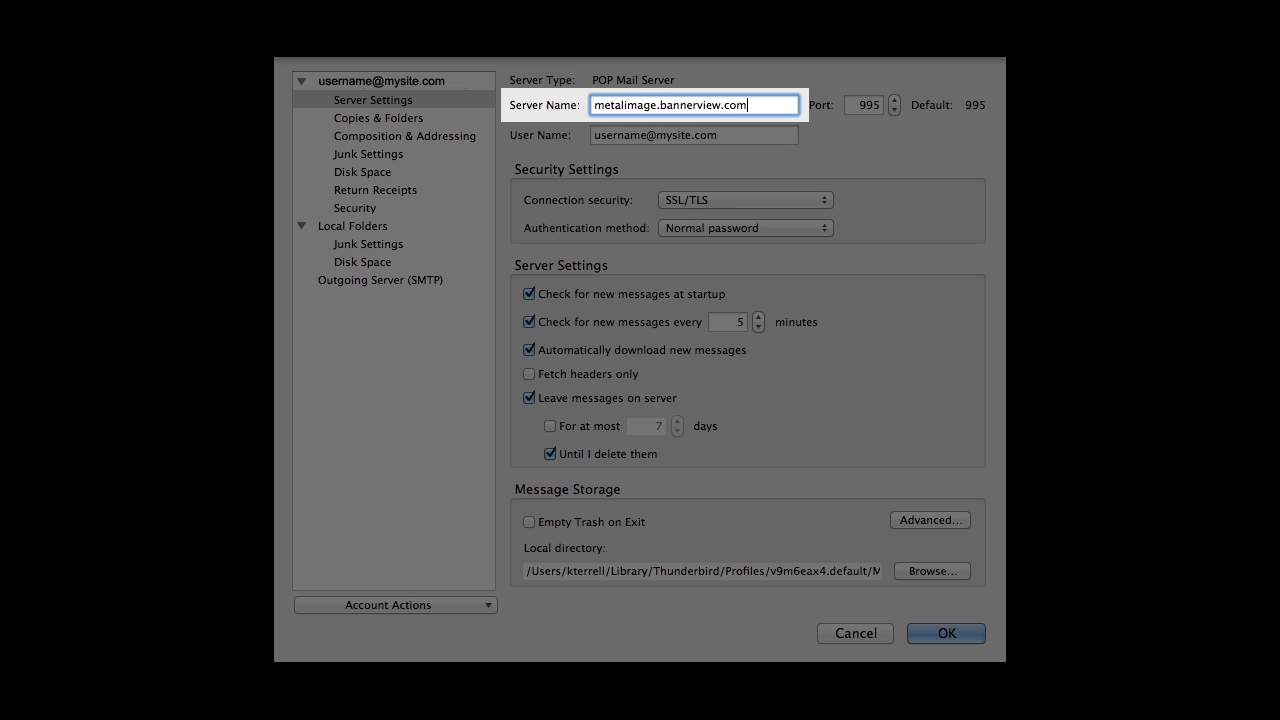 username@mysite.com
Server Settings
Copies & Folders
Composition & Addressing
Junk Settings
Disk Space
Return Receipts
Security
Local Folders
Junk Settings
Disk Space
Outgoing Server (SMTP)
Account Actions
Server Type: POP Mail Server
Server Name: metalimage.bannerview.com Port: 995 Default: 995
User Name: username@mysite.com
Security Settings
Connection security: SSL/TLS
Authentication method: Normal password
Server Settings
Check for new messages at startup
Check for new messages every 5 minutes
Automatically download new messages
Fetch headers only
Leave messages on server
For at most 7 days
Until I delete them
Message Storage
Empty Trash on Exit Advanced...
Local directory:
/Users/kterrell/Library/Thunderbird/Profiles/v9m6eax4.default/M Browse...
Cancel OK